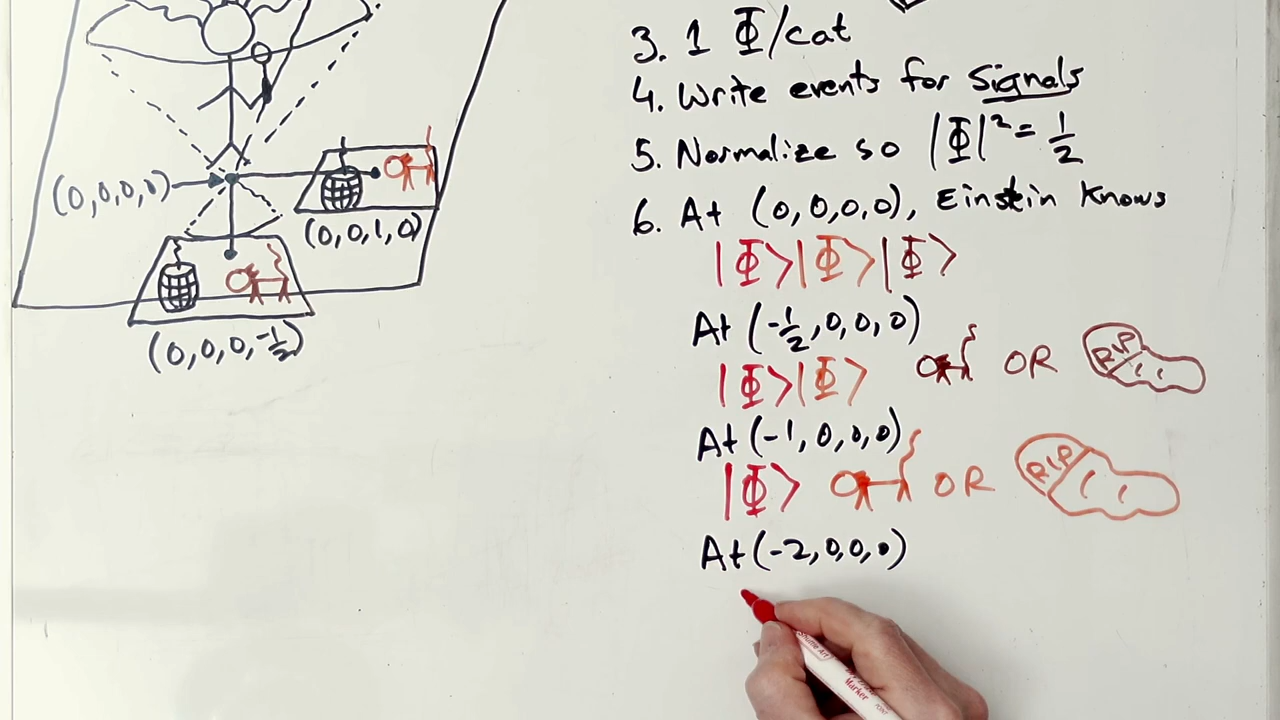 (0,0,0,0)
(0,0,1,0)
(0,0,0,-1/2)
3. 1 Φ/cat
4. Write events for Signals
5. Normalize so |Φ|² = 1/2
6. At (0,0,0,0), Einstein Knows
|Φ>|Φ>|Φ>
At (-1/2,0,0,0)
|Φ>|Φ> OR RIP
At (-1,0,0,0)
|Φ> OR RIP
At (-2,0,0,0)